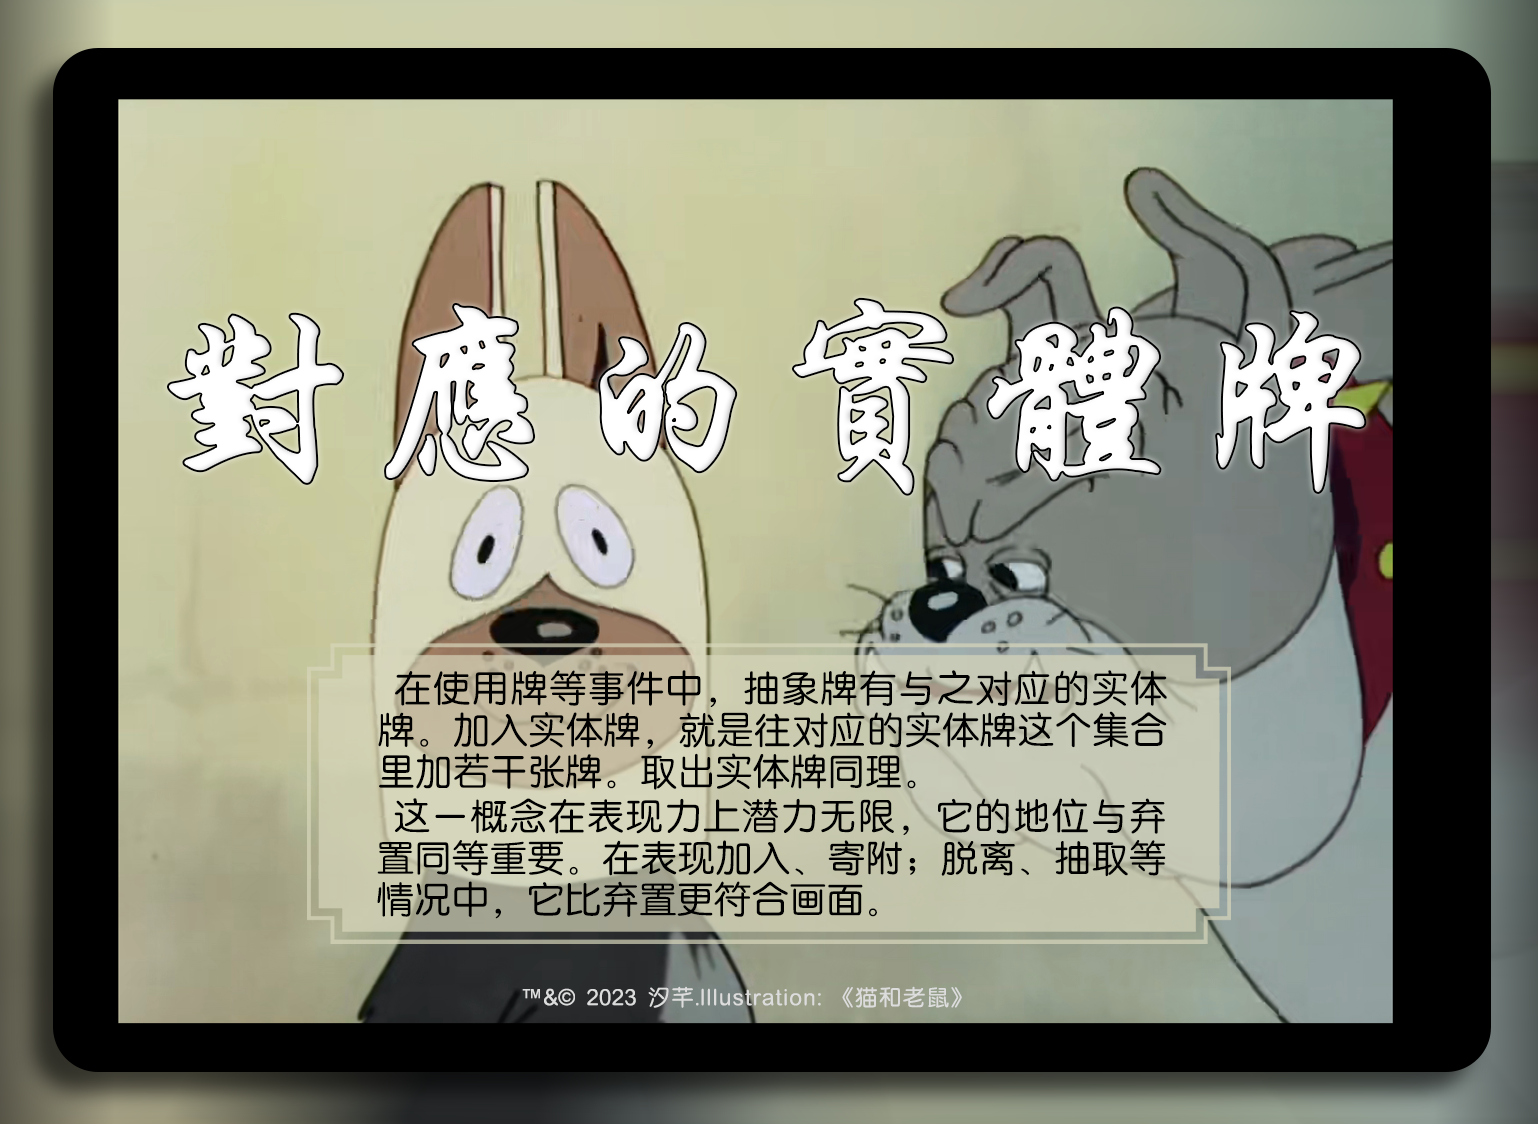 對應的實體牌
在使用牌等事件中，抽象牌有与之对应的实体
牌。加入实体牌，就是往对应的实体牌这个集合
里加若干张牌。取出实体牌同理。
这一概念在表现力上潜力无限，它的地位与弃
置同等重要。在表现加入、寄附；脱离、抽取等
情况中，它比弃置更符合画面。
™&© 2023 汐芊.Illustration: 《猫和老鼠》